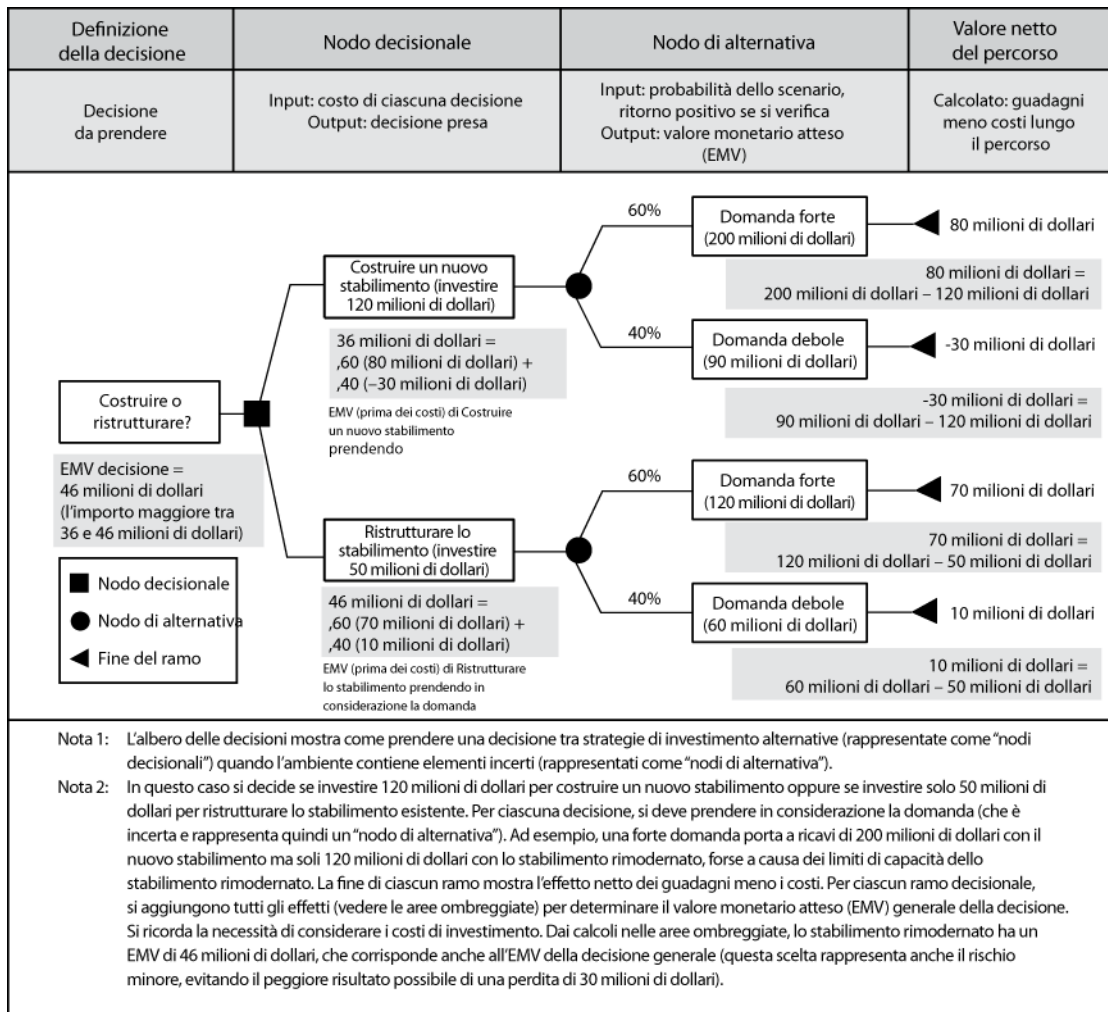 Definizione
della decisione
Nodo decisionale
Nodo di alternativa
Valore netto
del percorso
Decisione
da prendere
Input: costo di ciascuna decisione
Output: decisione presa
Input: probabilità dello scenario,
ritorno positivo se si verifica
Output: valore monetario atteso
(EMV)
Calcolato: guadagni
meno costi lungo
il percorso
Costruire o
ristrutturare?
EMV decisione =
46 milioni di dollari
(l'importo maggiore tra
36 e 46 milioni di dollari)
Costruire un nuovo
stabilimento (investire
120 milioni di dollari)
36 milioni di dollari =
,60 (80 milioni di dollari) +
,40 (–30 milioni di dollari)
EMV (prima dei costi) di Costruire
un nuovo stabilimento
prendendo
60%
Domanda forte
(200 milioni di dollari)
80 milioni di dollari
80 milioni di dollari =
200 milioni di dollari – 120 milioni di dollari
40%
Domanda debole
(90 milioni di dollari)
-30 milioni di dollari
-30 milioni di dollari =
90 milioni di dollari – 120 milioni di dollari
Ristrutturare lo
stabilimento (investire
50 milioni di dollari)
46 milioni di dollari =
,60 (70 milioni di dollari) +
,40 (10 milioni di dollari)
EMV (prima dei costi) di Ristrutturare
lo stabilimento prendendo in
considerazione la domanda
60%
Domanda forte
(120 milioni di dollari)
70 milioni di dollari
70 milioni di dollari =
120 milioni di dollari – 50 milioni di dollari
40%
Domanda debole
(60 milioni di dollari)
10 milioni di dollari
10 milioni di dollari =
60 milioni di dollari – 50 milioni di dollari
Nodo decisionale
Nodo di alternativa
Fine del ramo
Nota 1: L'albero delle decisioni mostra come prendere una decisione tra strategie di investimento alternative (rappresentate come "nodi
decisionali") quando l'ambiente contiene elementi incerti (rappresentati come "nodi di alternativa").
Nota 2: In questo caso si decide se investire 120 milioni di dollari per costruire un nuovo stabilimento oppure se investire solo 50 milioni di
dollari per ristrutturare lo stabilimento esistente. Per ciascuna decisione, si deve prendere in considerazione la domanda (che è
incerta e rappresenta quindi un "nodo di alternativa"). Ad esempio, una forte domanda porta a ricavi di 200 milioni di dollari con il
nuovo stabilimento ma soli 120 milioni di dollari con lo stabilimento rimodernato, forse a causa dei limiti di capacità dello
stabilimento rimodernato. La fine di ciascun ramo mostra l'effetto netto dei guadagni meno i costi. Per ciascun ramo decisionale,
si aggiungono tutti gli effetti (vedere le aree ombreggiate) per determinare il valore monetario atteso (EMV) generale della decisione.
Si ricorda la necessità di considerare i costi di investimento. Dai calcoli nelle aree ombreggiate, lo stabilimento rimodernato ha un
EMV di 46 milioni di dollari, che corrisponde anche all'EMV della decisione generale (questa scelta rappresenta anche il rischio
minore, evitando il peggiore risultato possibile di una perdita di 30 milioni di dollari).